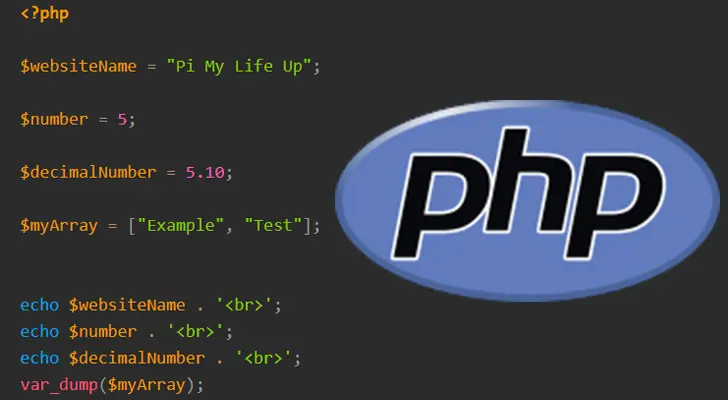 <?php
$websiteName = "Pi My Life Up";
$number = 5;
$decimalNumber = 5.10;
$myArray = ["Example", "Test"];
echo $websiteName . '<br>';
echo $number . '<br>';
echo $decimalNumber . '<br>';
var_dump($myArray);
php